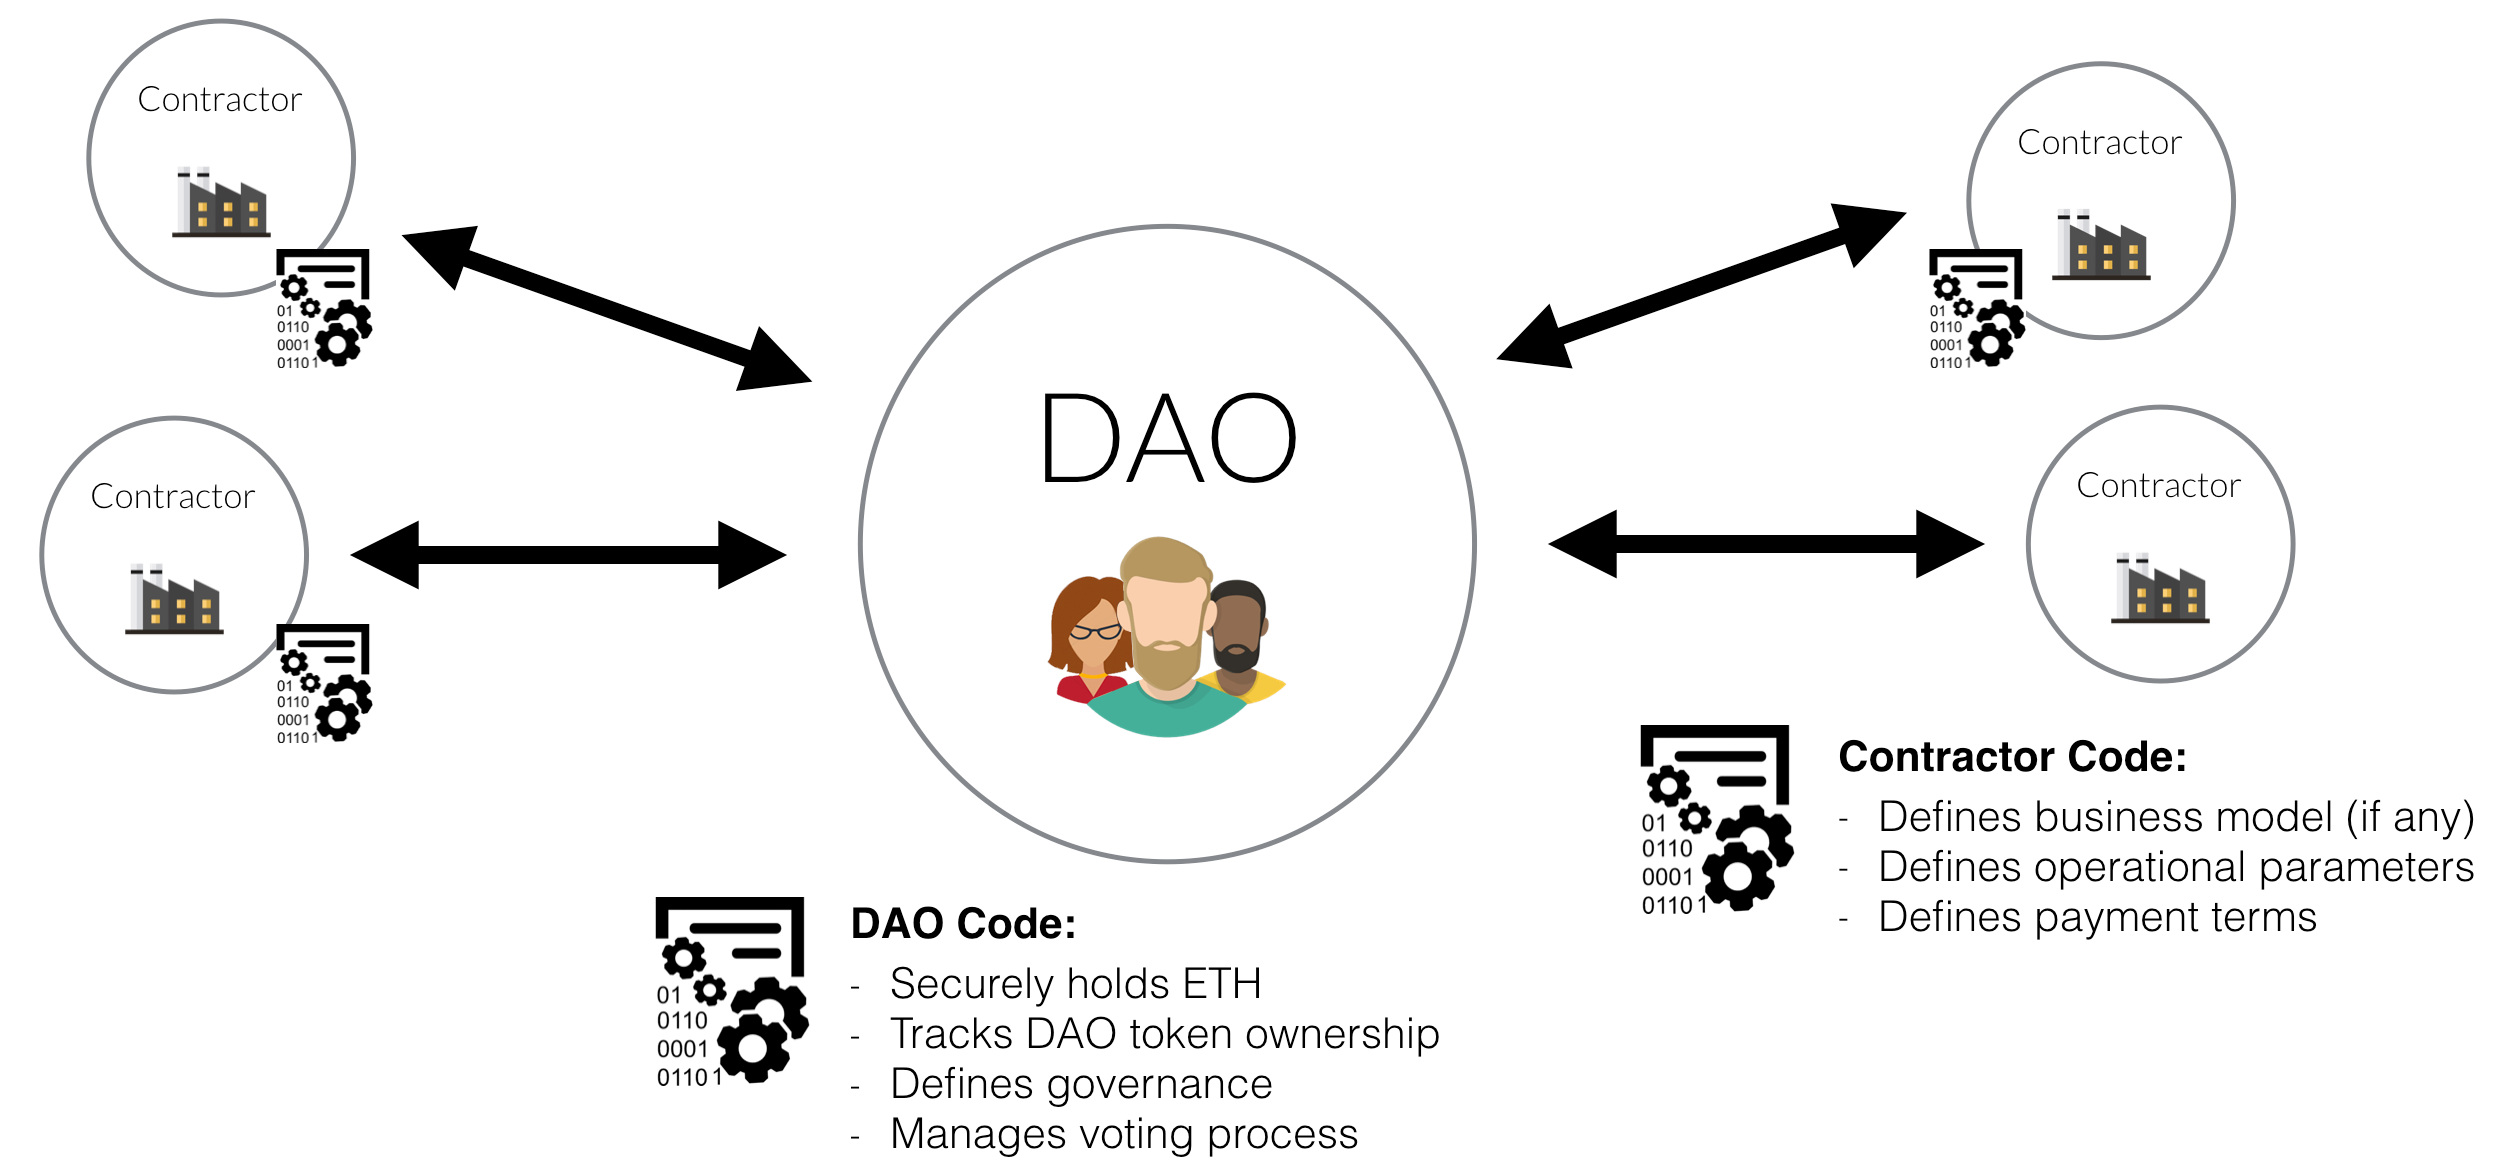 Contractor
01
0110
0001
01101
Contractor
01
0110
0001
01101
DAO
Contractor
01
0110
0001
01101
Contractor
01
0110
0001
01101
Contractor Code:
- Defines business model (if any)
- Defines operational parameters
- Defines payment terms
01
0110
0001
01101
DAO Code:
- Securely holds ETH
- Tracks DAO token ownership
- Defines governance
- Manages voting process